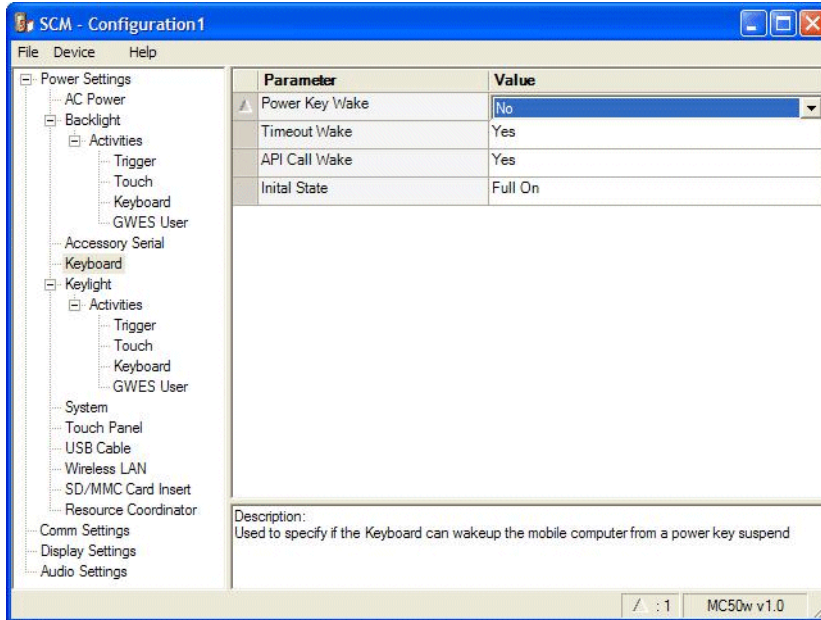 SCM - Configuration1
File Device Help
Power Settings
AC Power
Backlight
Activities
Trigger
Touch
Keyboard
GWES User
Accessory Serial
Keyboard
Keylight
Activities
Trigger
Touch
Keyboard
GWES User
System
Touch Panel
USB Cable
Wireless LAN
SD/MMC Card Insert
Resource Coordinator
Comm Settings
Display Settings
Audio Settings
Parameter Value
Power Key Wake No
Timeout Wake Yes
API Call Wake Yes
Inital State Full On
Description:
Used to specify if the Keyboard can wakeup the mobile computer from a power key suspend
: 1 MC50w v1.0